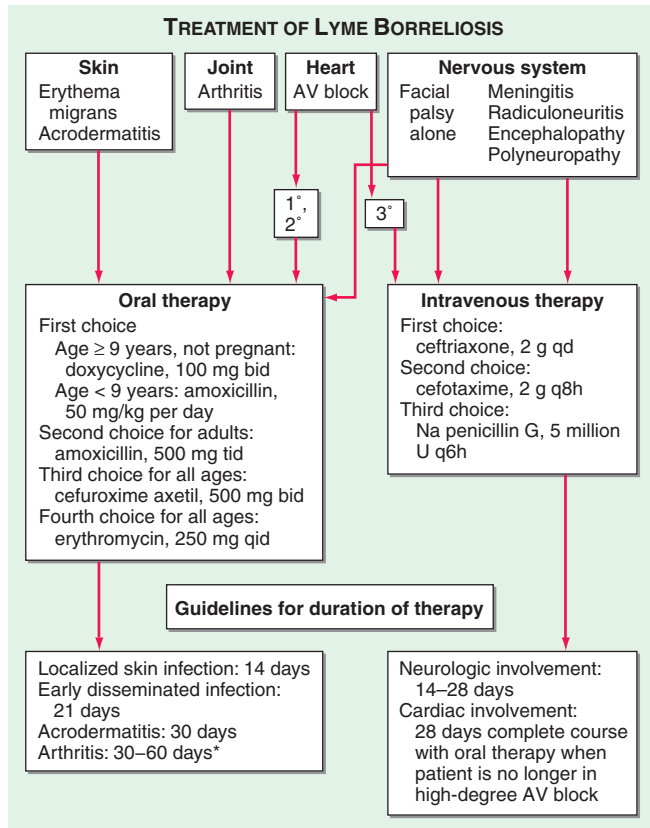 TREATMENT OF LYME BORRELIOSIS
Skin
Erythema
migrans
Acrodermatitis
Joint
Arthritis
Heart
AV block
Nervous system
Facial
palsy
alone
Meningitis
Radiculoneuritis
Encephalopathy
Polyneuropathy
1°,
2°
3°
Oral therapy
First choice
Age ≥ 9 years, not pregnant:
doxycycline, 100 mg bid
Age < 9 years: amoxicillin,
50 mg/kg per day
Second choice for adults:
amoxicillin, 500 mg tid
Third choice for all ages:
cefuroxime axetil, 500 mg bid
Fourth choice for all ages:
erythromycin, 250 mg qid
Intravenous therapy
First choice:
ceftriaxone, 2 g qd
Second choice:
cefotaxime, 2 g q8h
Third choice:
Na penicillin G, 5 million
U q6h
Guidelines for duration of therapy
Localized skin infection: 14 days
Early disseminated infection:
21 days
Acrodermatitis: 30 days
Arthritis: 30–60 days*
Neurologic involvement:
14–28 days
Cardiac involvement:
28 days complete course
with oral therapy when
patient is no longer in
high-degree AV block